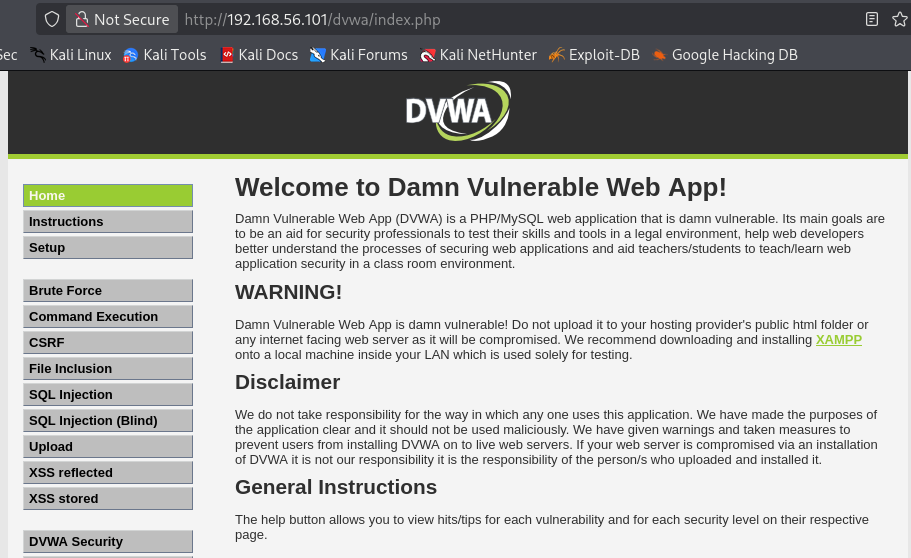 Not Secure http://192.168.56.101/dvwa/index.php
Sec Kali Linux Kali Tools Kali Docs Kali Forums Kali NetHunter Exploit-DB Google Hacking DB
DVWA
Home
Instructions
Setup
Brute Force
Command Execution
CSRF
File Inclusion
SQL Injection
SQL Injection (Blind)
Upload
XSS reflected
XSS stored
DVWA Security
Welcome to Damn Vulnerable Web App!
Damn Vulnerable Web App (DVWA) is a PHP/MySQL web application that is damn vulnerable. Its main goals are
to be an aid for security professionals to test their skills and tools in a legal environment, help web developers
better understand the processes of securing web applications and aid teachers/students to teach/learn web
application security in a class room environment.
WARNING!
Damn Vulnerable Web App is damn vulnerable! Do not upload it to your hosting provider's public html folder or
any internet facing web server as it will be compromised. We recommend downloading and installing XAMPP
onto a local machine inside your LAN which is used solely for testing.
Disclaimer
We do not take responsibility for the way in which any one uses this application. We have made the purposes of
the application clear and it should not be used maliciously. We have given warnings and taken measures to
prevent users from installing DVWA on to live web servers. If your web server is compromised via an installation
of DVWA it is not our responsibility it is the responsibility of the person/s who uploaded and installed it.
General Instructions
The help button allows you to view hits/tips for each vulnerability and for each security level on their respective
page.